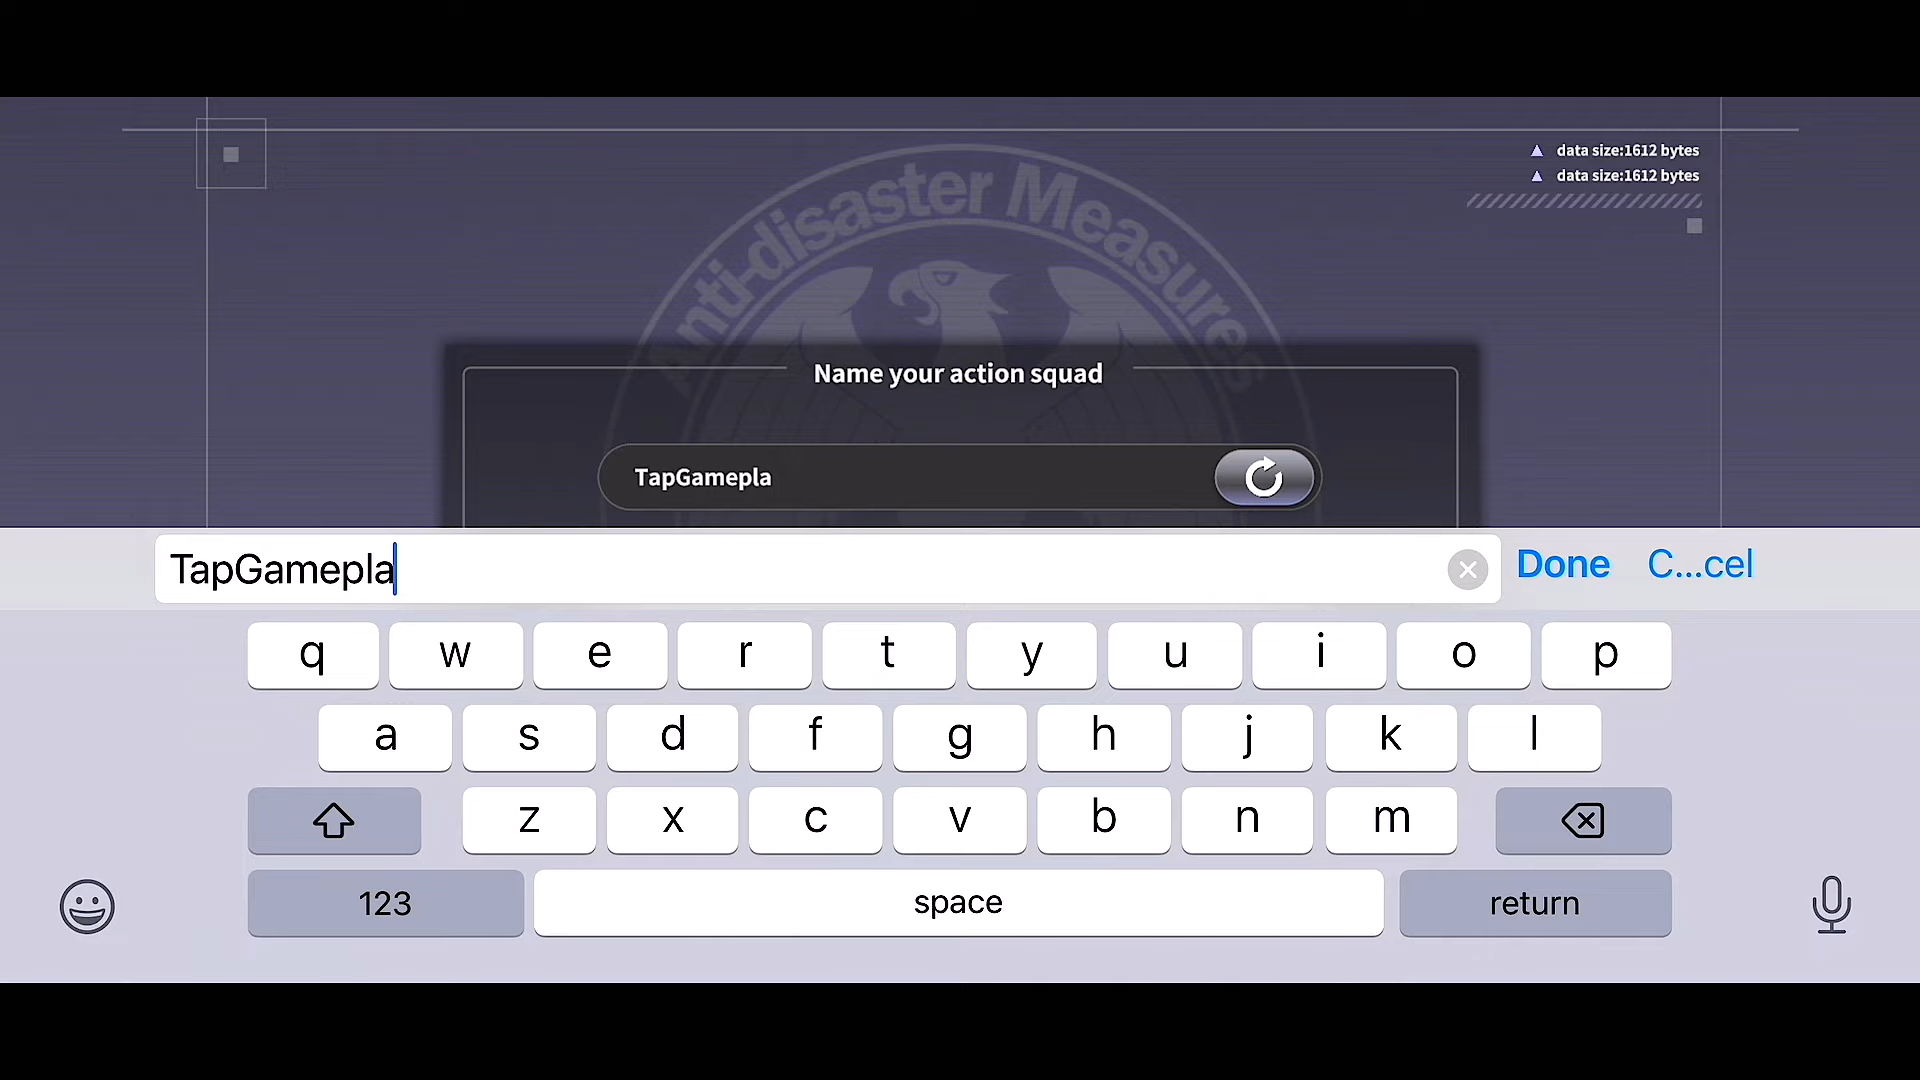 data size:1612 bytes
data size:1612 bytes
Anti-disaster Measures
Name your action squad
TapGamepla
TapGamepla
Done C...cel
q w e r t y u i o p
a s d f g h j k l
z x c v b n m
123 space return